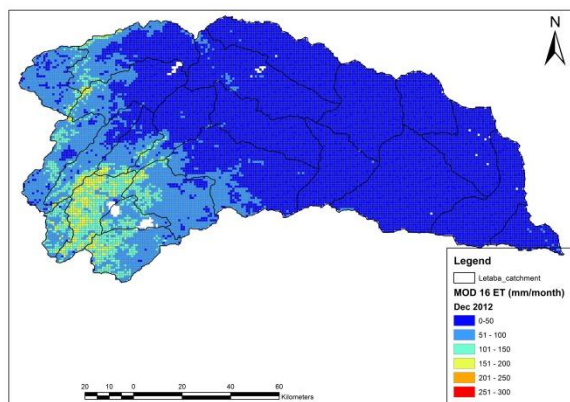 N
Legend
Letaba_catchment
MOD 16 ET (mm/month)
Dec 2012
0-50
51 - 100
101 - 150
151 - 200
201 - 250
251 - 300
20 10 0 20 40 60
Kilometers